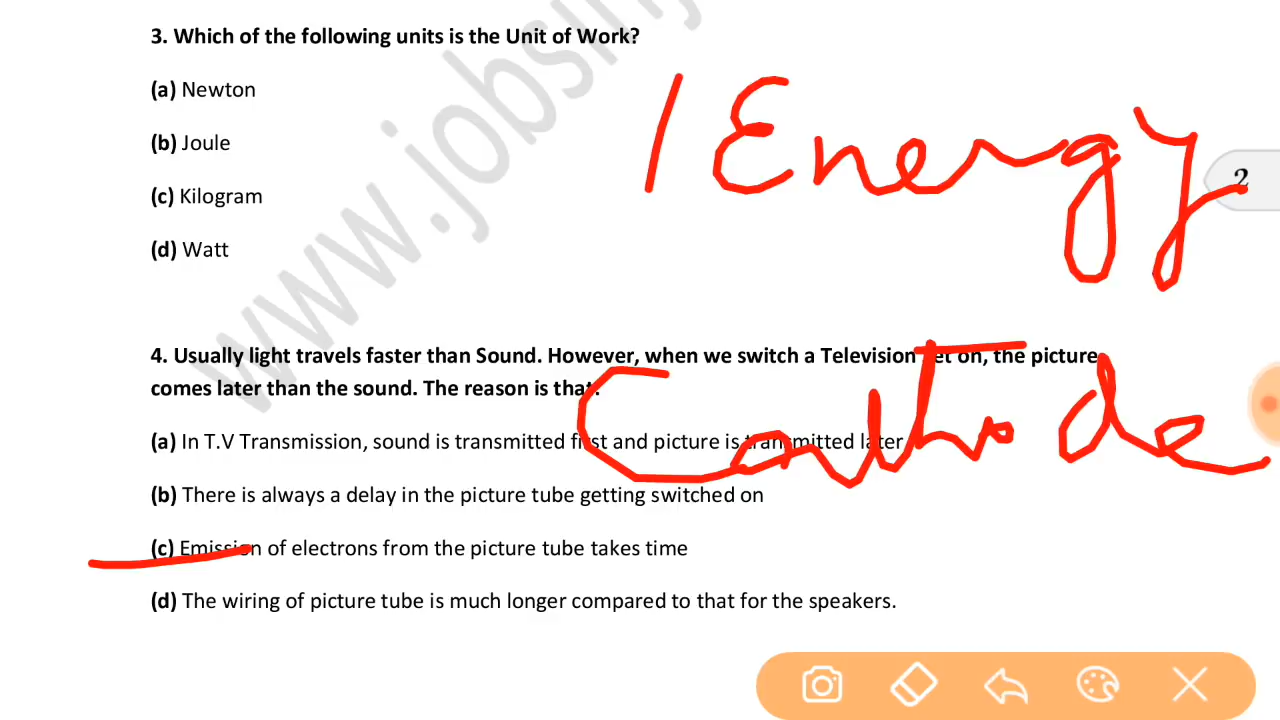 3. Which of the following units is the Unit of Work?
(a) Newton
(b) Joule
(c) Kilogram
(d) Watt
/ Energy
2
www.jobsin
4. Usually light travels faster than Sound. However, when we switch a Television set on, the picture
comes later than the sound. The reason is that:
(a) In T.V Transmission, sound is transmitted first and picture is transmitted later
Cathode
(b) There is always a delay in the picture tube getting switched on
(c) Emission of electrons from the picture tube takes time
(d) The wiring of picture tube is much longer compared to that for the speakers.